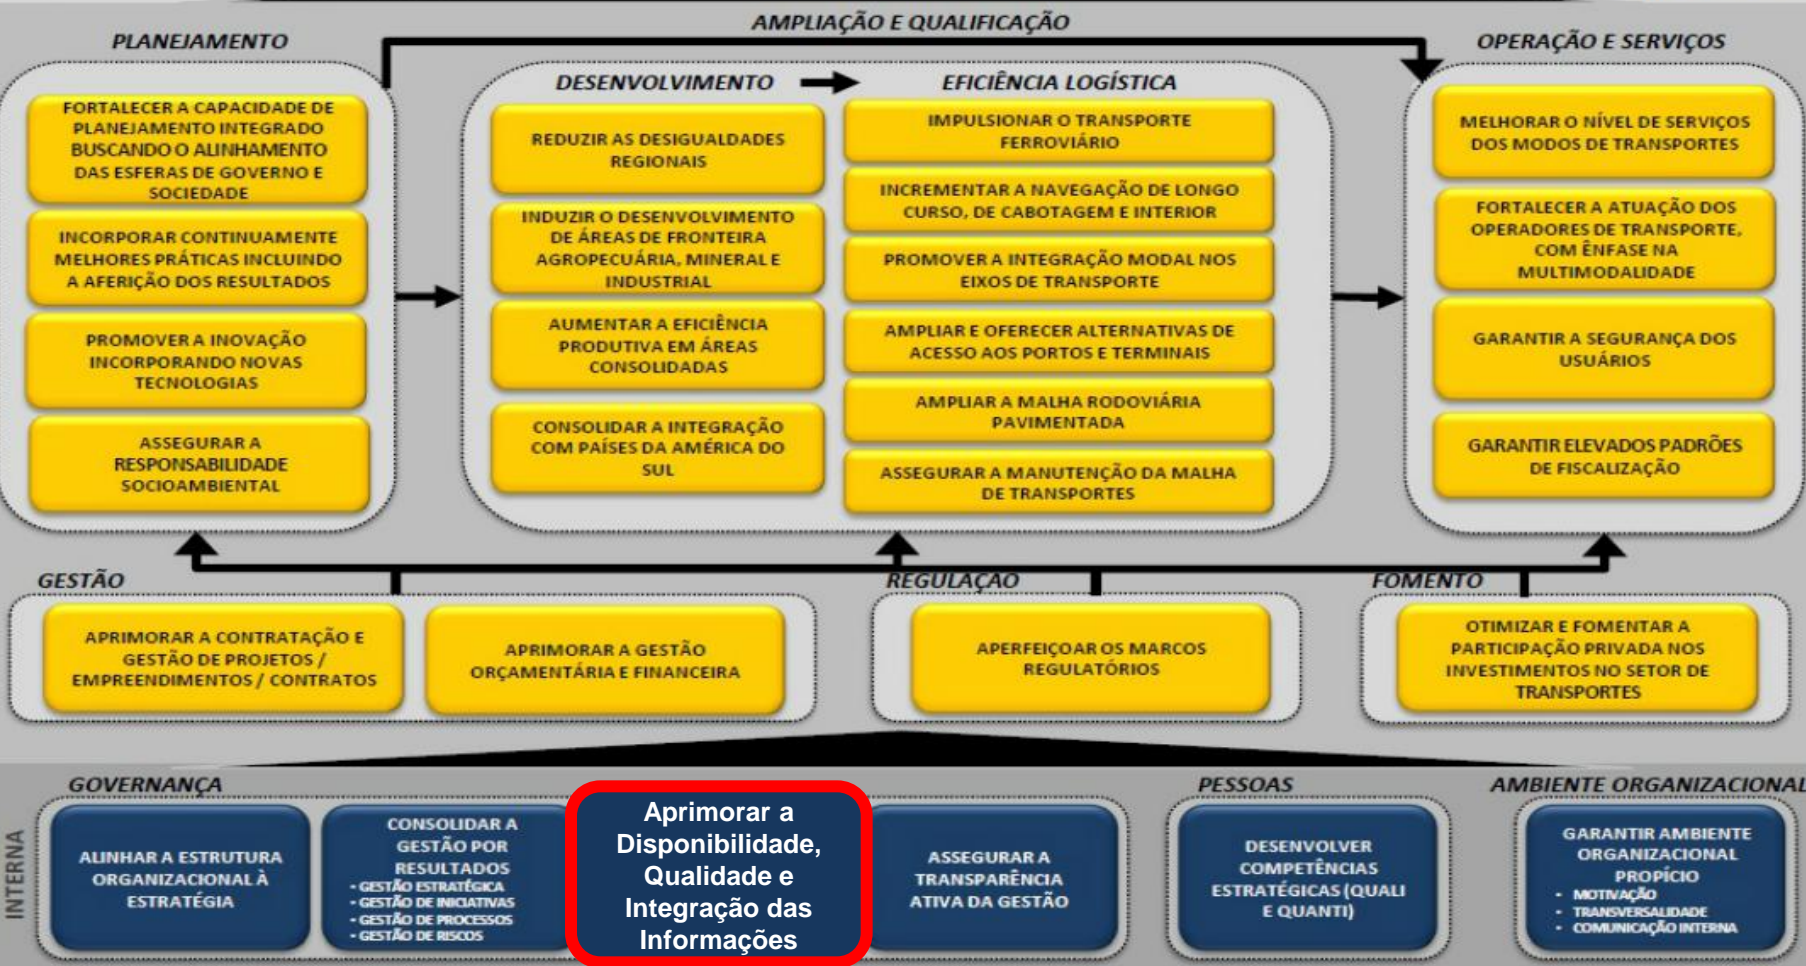 AMPLIAÇÃO E QUALIFICAÇÃO
PLANEJAMENTO
FORTALECER A CAPACIDADE DE
PLANEJAMENTO INTEGRADO
BUSCANDO O ALINHAMENTO
DAS ESFERAS DE GOVERNO E
SOCIEDADE
INCORPORAR CONTINUAMENTE
MELHORES PRÁTICAS INCLUINDO
A AFERIÇÃO DOS RESULTADOS
PROMOVER A INOVAÇÃO
INCORPORANDO NOVAS
TECNOLOGIAS
ASSEGURAR A
RESPONSABILIDADE
SOCIOAMBIENTAL
DESENVOLVIMENTO
REDUZIR AS DESIGUALDADES
REGIONAIS
INDUZIR O DESENVOLVIMENTO
DE ÁREAS DE FRONTEIRA
AGROPECUÁRIA, MINERAL E
INDUSTRIAL
AUMENTAR A EFICIÊNCIA
PRODUTIVA EM ÁREAS
CONSOLIDADAS
CONSOLIDAR A INTEGRAÇÃO
COM PAÍSES DA AMÉRICA DO
SUL
EFICIÊNCIA LOGÍSTICA
IMPULSIONAR O TRANSPORTE
FERROVIÁRIO
INCREMENTAR A NAVEGAÇÃO DE LONGO
CURSO, DE CABOTAGEM E INTERIOR
PROMOVER A INTEGRAÇÃO MODAL NOS
EIXOS DE TRANSPORTE
AMPLIAR E OFERECER ALTERNATIVAS DE
ACESSO AOS PORTOS E TERMINAIS
AMPLIAR A MALHA RODOVIÁRIA
PAVIMENTADA
ASSEGURAR A MANUTENÇÃO DA MALHA
DE TRANSPORTES
OPERAÇÃO E SERVIÇOS
MELHORAR O NÍVEL DE SERVIÇOS
DOS MODOS DE TRANSPORTES
FORTALECER A ATUAÇÃO DOS
OPERADORES DE TRANSPORTE,
COM ÊNFASE NA
MULTIMODALIDADE
GARANTIR A SEGURANÇA DOS
USUÁRIOS
GARANTIR ELEVADOS PADRÕES
DE FISCALIZAÇÃO
GESTÃO
APRIMORAR A CONTRATAÇÃO E
GESTÃO DE PROJETOS /
EMPREENDIMENTOS / CONTRATOS
APRIMORAR A GESTÃO
ORÇAMENTÁRIA E FINANCEIRA
REGULAÇÃO
APERFEIÇOAR OS MARCOS
REGULATÓRIOS
FOMENTO
OTIMIZAR E FOMENTAR A
PARTICIPAÇÃO PRIVADA NOS
INVESTIMENTOS NO SETOR DE
TRANSPORTES
INTERNA
GOVERNANÇA
ALINHAR A ESTRUTURA
ORGANIZACIONAL À
ESTRATÉGIA
CONSOLIDAR A
GESTÃO POR
RESULTADOS
- GESTÃO ESTRATÉGICA
- GESTÃO DE INICIATIVAS
- GESTÃO DE PROCESSOS
- GESTÃO DE RISCOS
Aprimorar a
Disponibilidade,
Qualidade e
Integração das
Informações
ASSEGURAR A
TRANSPARÊNCIA
ATIVA DA GESTÃO
PESSOAS
DESENVOLVER
COMPETÊNCIAS
ESTRATÉGICAS (QUALI
E QUANTI)
AMBIENTE ORGANIZACIONAL
GARANTIR AMBIENTE
ORGANIZACIONAL
PROPÍCIO
• MOTIVAÇÃO
• TRANSVERSALIDADE
• COMUNICAÇÃO INTERNA